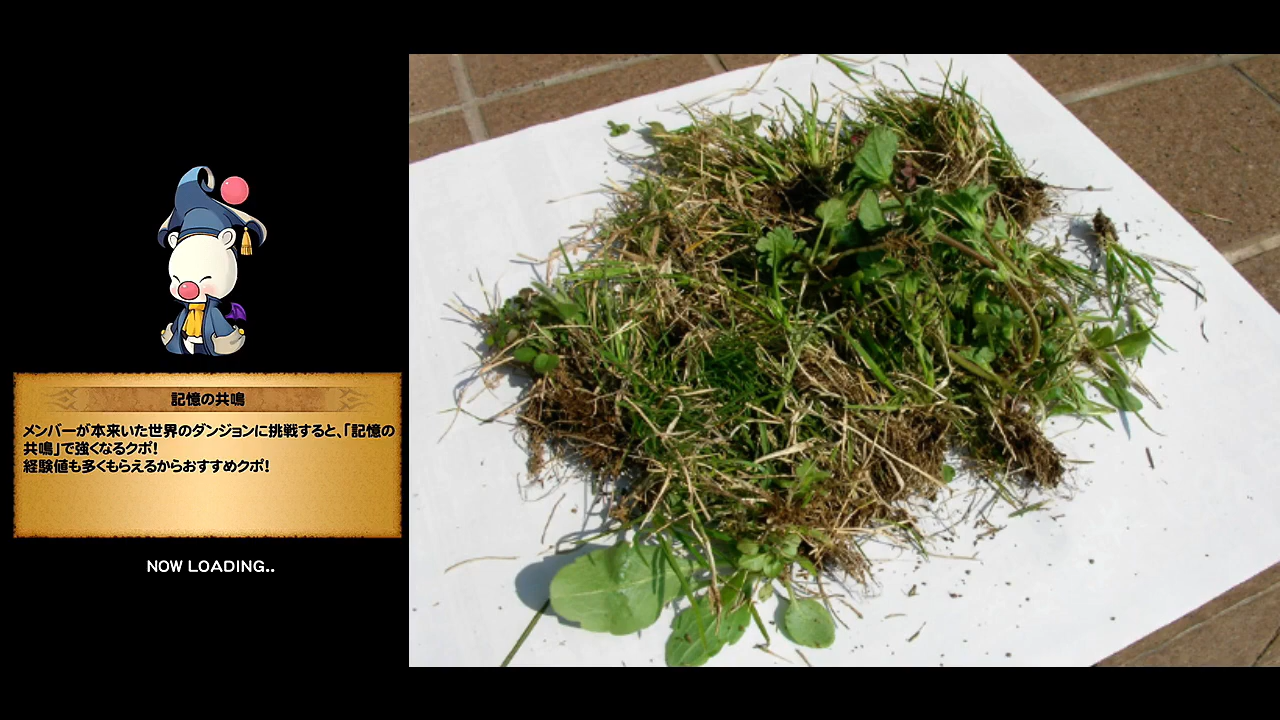 記憶の共鳴
メンバーが本来いた世界のダンジョンに挑戦すると、「記憶の
共鳴」で強くなるクポ!
経験値も多くもらえるからおすすめクポ!
NOW LOADING..